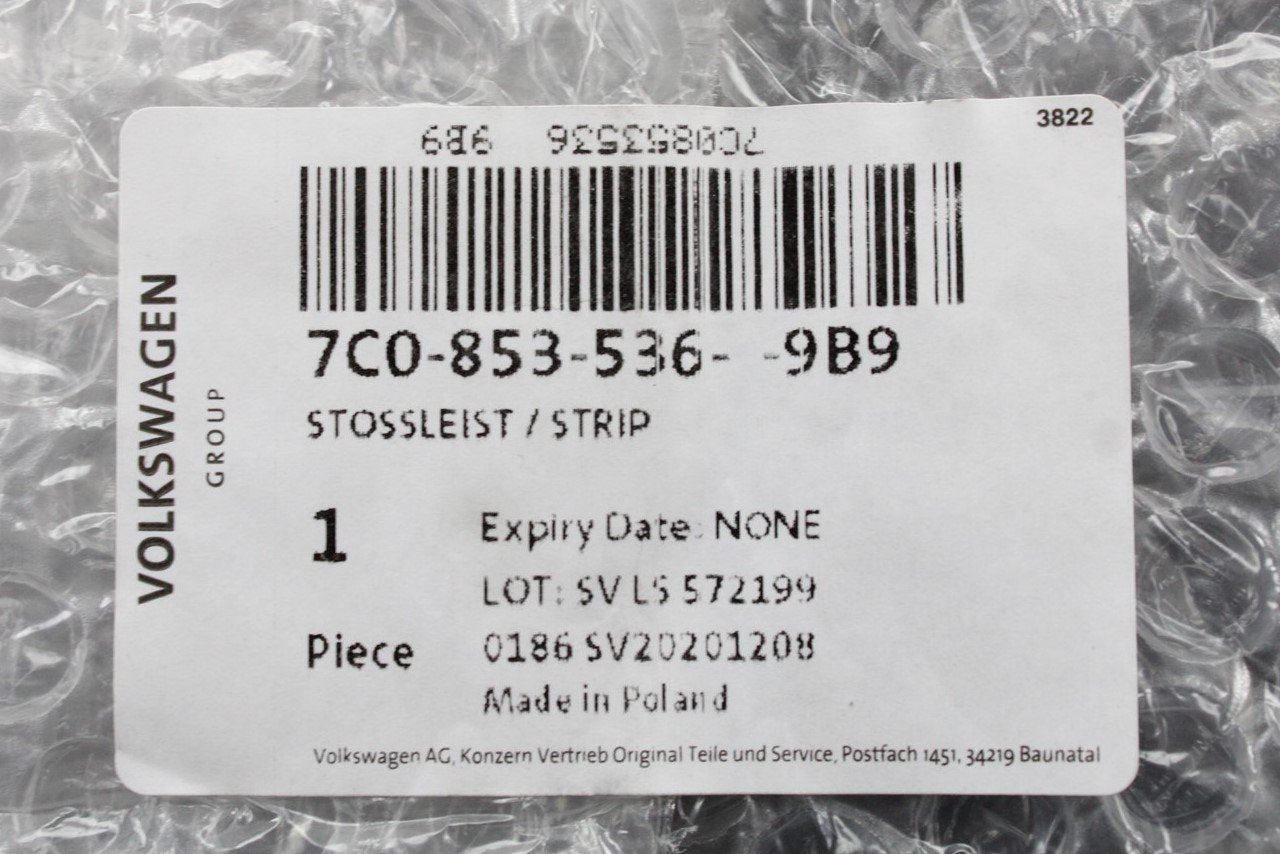 3822
7C0853536 9B9
7C0-853-536- -9B9
STOSSLEIST / STRIP
1
Expiry Date: NONE
LOT: SV LS 572199
Piece
0186 SV20201208
Made in Poland
Volkswagen AG, Konzern Vertrieb Original Teile und Service, Postfach 1451, 34219 Baunatal
VOLKSWAGEN
GROUP